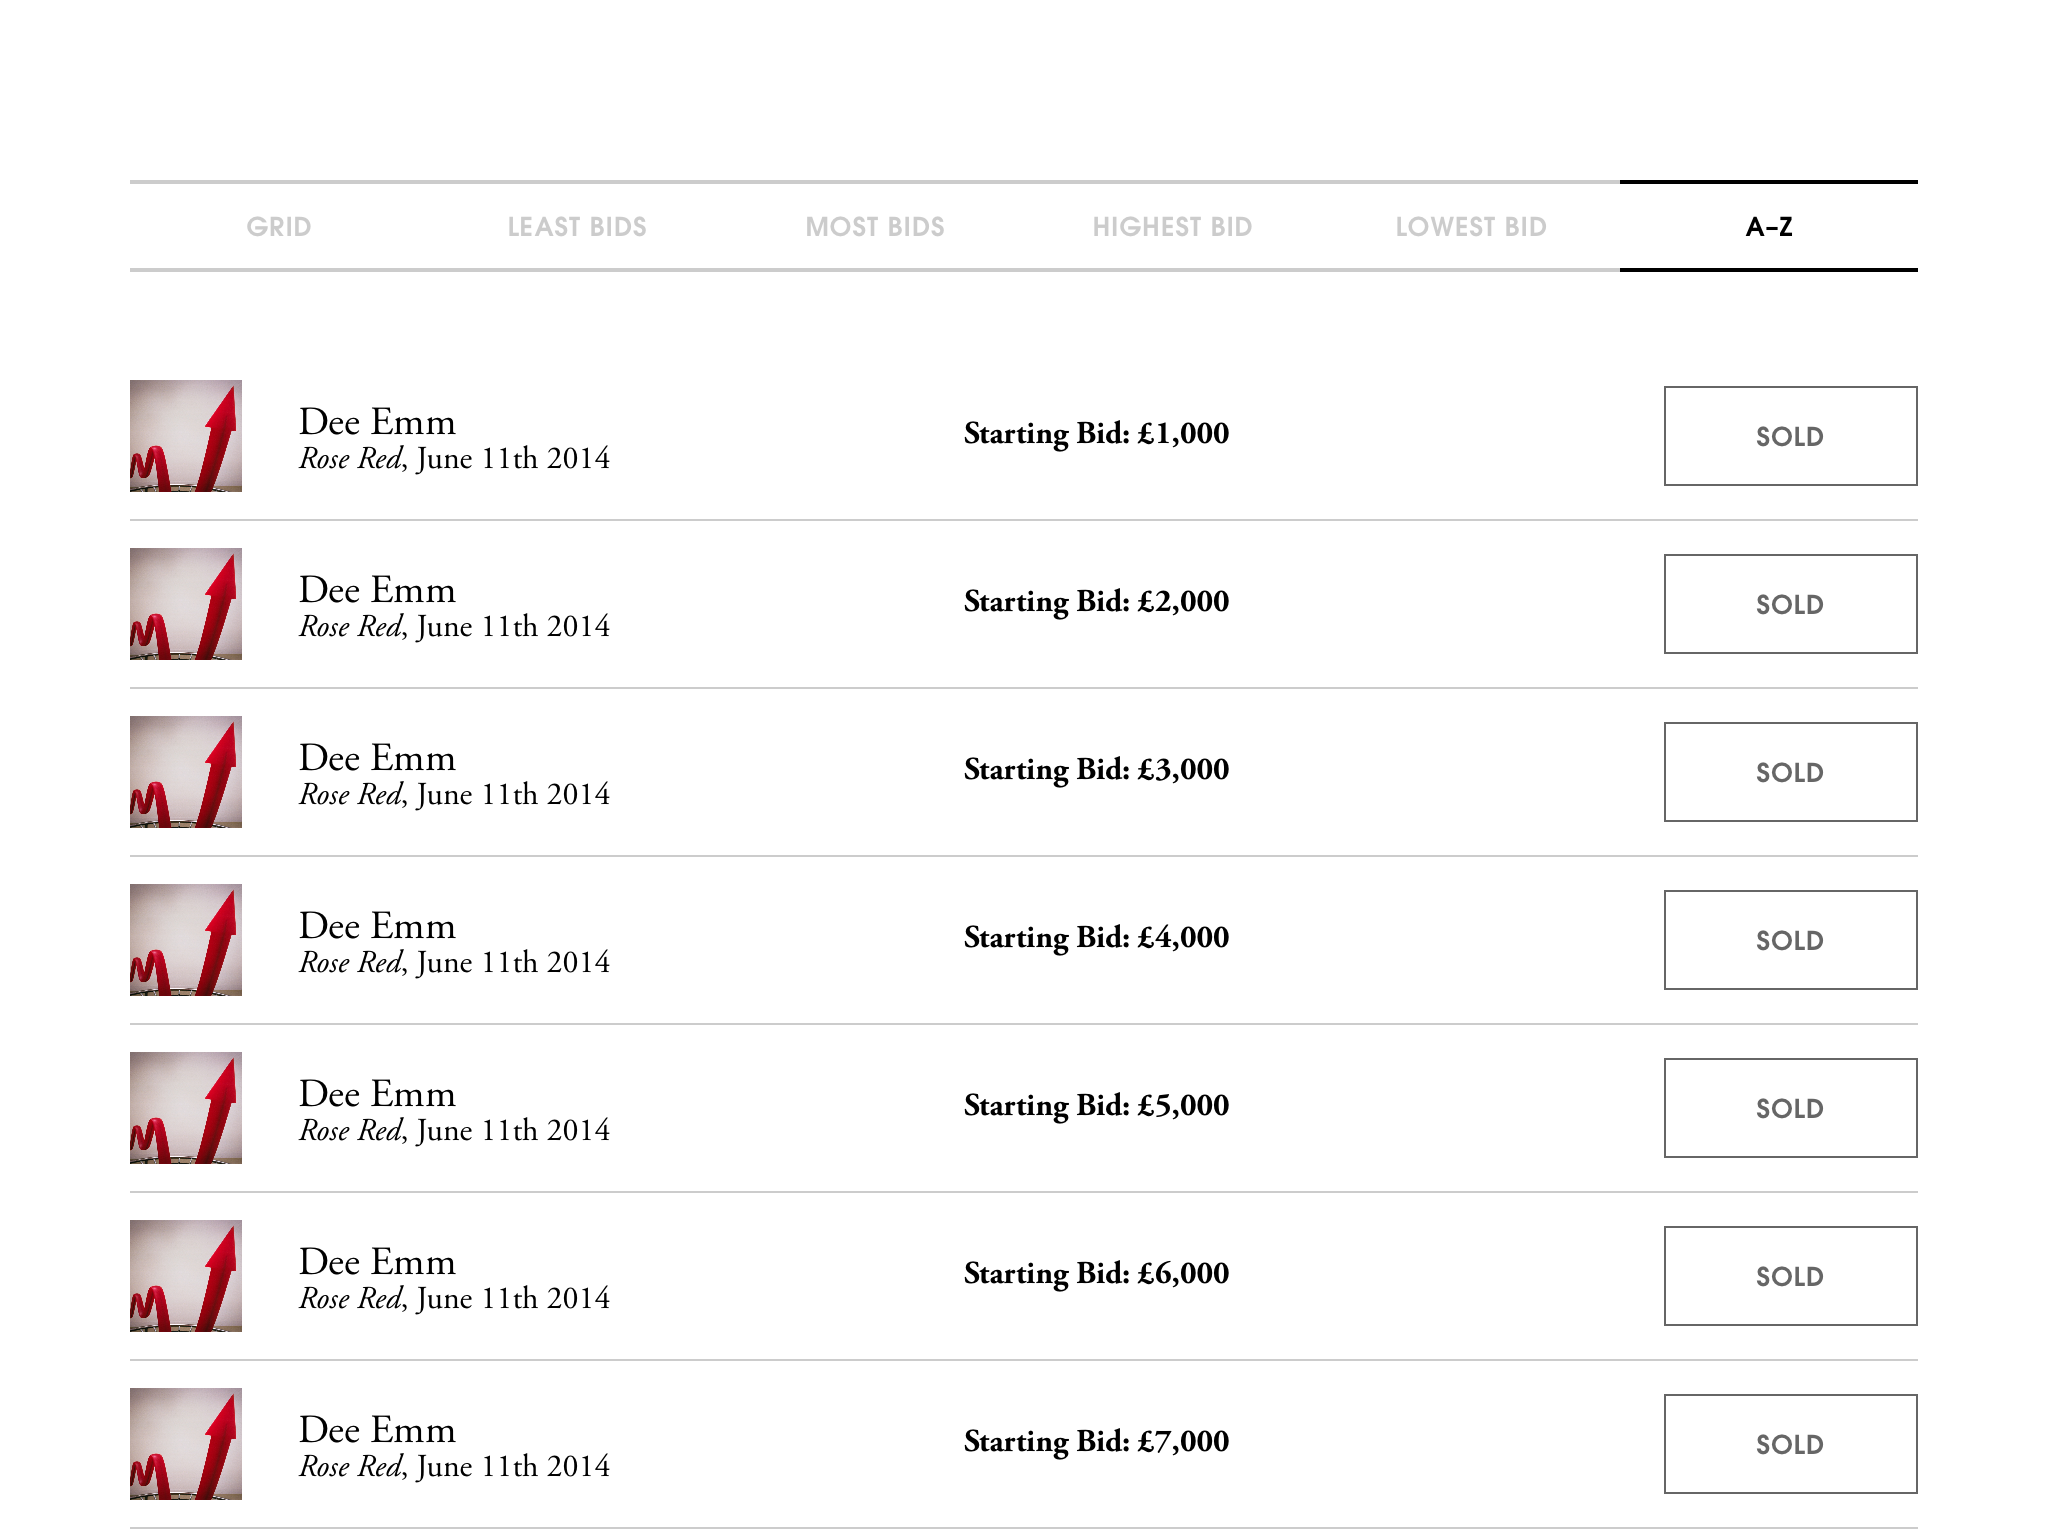 GRID LEAST BIDS MOST BIDS HIGHEST BID LOWEST BID A–Z
Dee Emm
Rose Red, June 11th 2014
Starting Bid: £1,000
SOLD
Dee Emm
Rose Red, June 11th 2014
Starting Bid: £2,000
SOLD
Dee Emm
Rose Red, June 11th 2014
Starting Bid: £3,000
SOLD
Dee Emm
Rose Red, June 11th 2014
Starting Bid: £4,000
SOLD
Dee Emm
Rose Red, June 11th 2014
Starting Bid: £5,000
SOLD
Dee Emm
Rose Red, June 11th 2014
Starting Bid: £6,000
SOLD
Dee Emm
Rose Red, June 11th 2014
Starting Bid: £7,000
SOLD